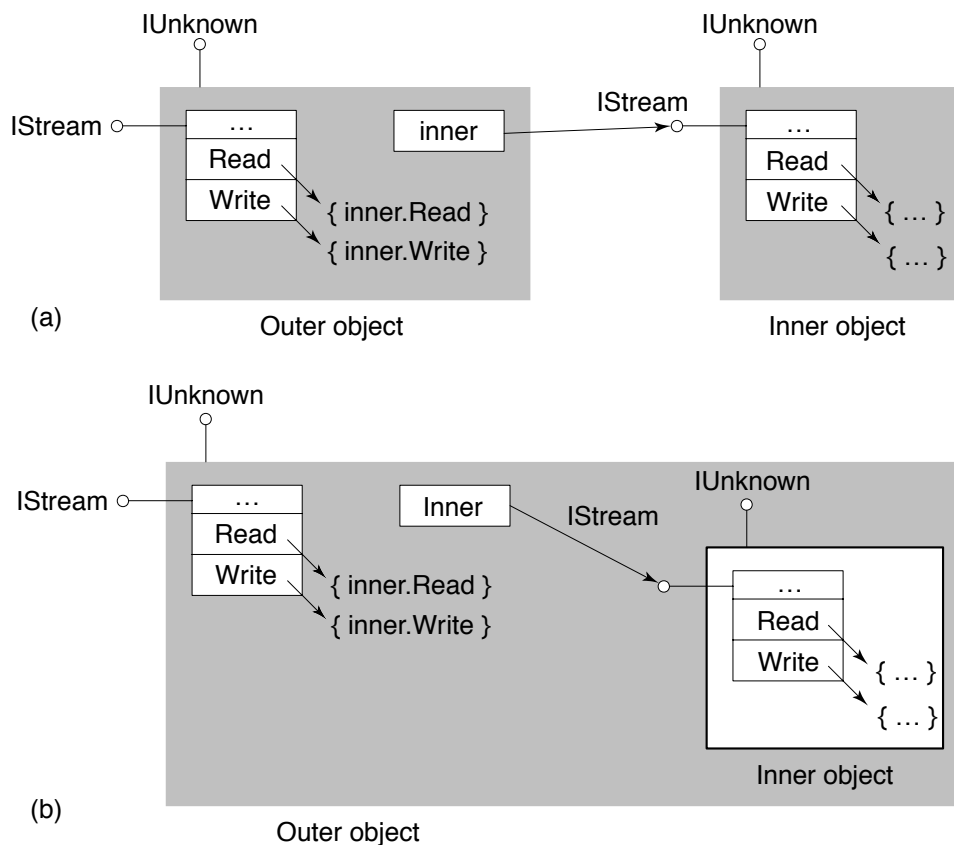 IUnknown
IUnknown
IStream
…
inner
IStream
…
Read
Read
Write
Write
{ inner.Read }
{ … }
{ inner.Write }
{ … }
(a)
Outer object
Inner object
IUnknown
IUnknown
IStream
…
Inner
IStream
Read
…
Write
{ inner.Read }
Read
{ inner.Write }
Write
{ … }
{ … }
Inner object
(b)
Outer object